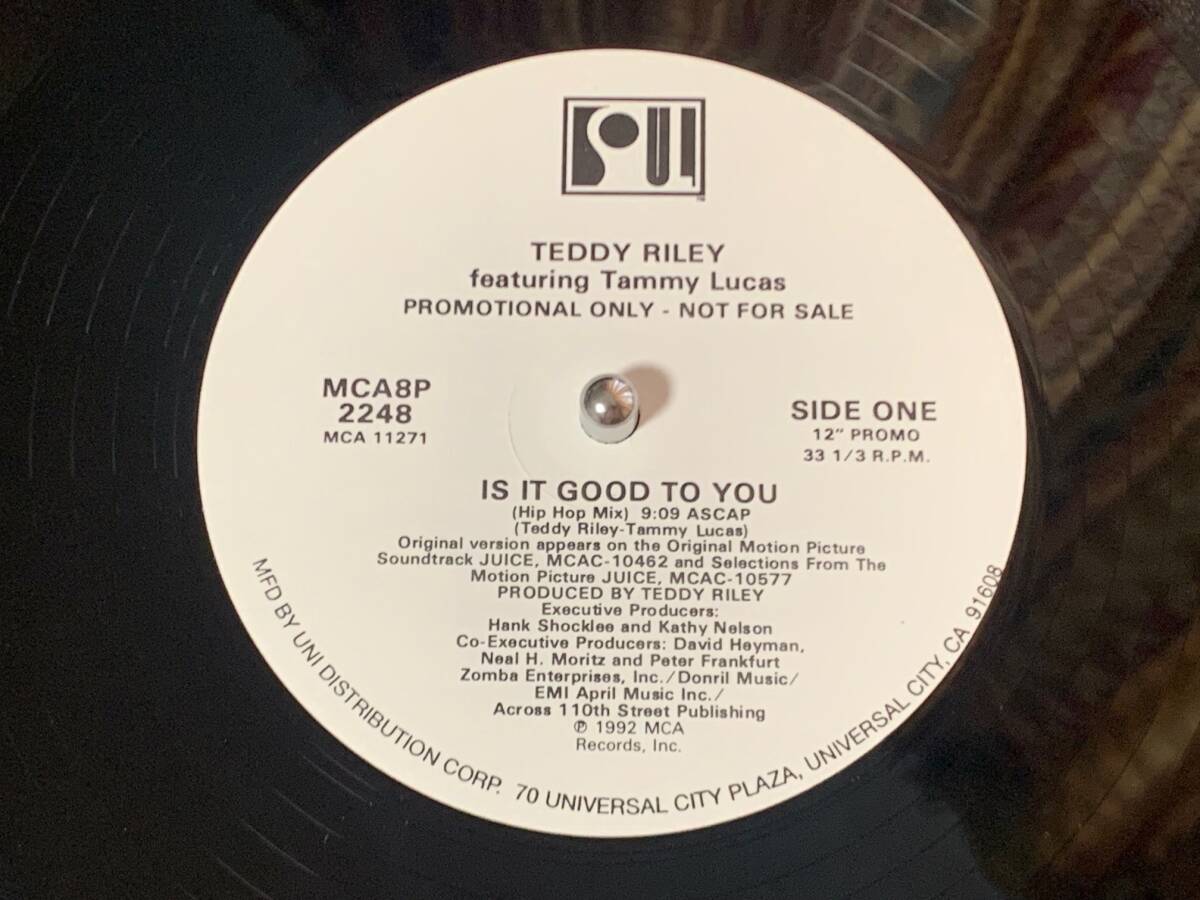 SOUL
TEDDY RILEY
featuring Tammy Lucas
PROMOTIONAL ONLY - NOT FOR SALE
MCA8P
2248
MCA 11271
SIDE ONE
12" PROMO
33 1/3 R.P.M.
IS IT GOOD TO YOU
(Hip Hop Mix) 9:09 ASCAP
(Teddy Riley-Tammy Lucas)
Original version appears on the Original Motion Picture
Soundtrack JUICE, MCAC-10462 and Selections From The
Motion Picture JUICE, MCAC-10577
PRODUCED BY TEDDY RILEY
Executive Producers:
Hank Shocklee and Kathy Nelson
Co-Executive Producers: David Heyman,
Neal H. Moritz and Peter Frankfurt
Zomba Enterprises, Inc./Donril Music/
EMI April Music Inc./
Across 110th Street Publishing
℗ 1992 MCA
Records, Inc.
MFD BY UNI DISTRIBUTION CORP. 70 UNIVERSAL CITY PLAZA, UNIVERSAL CITY, CA 91608